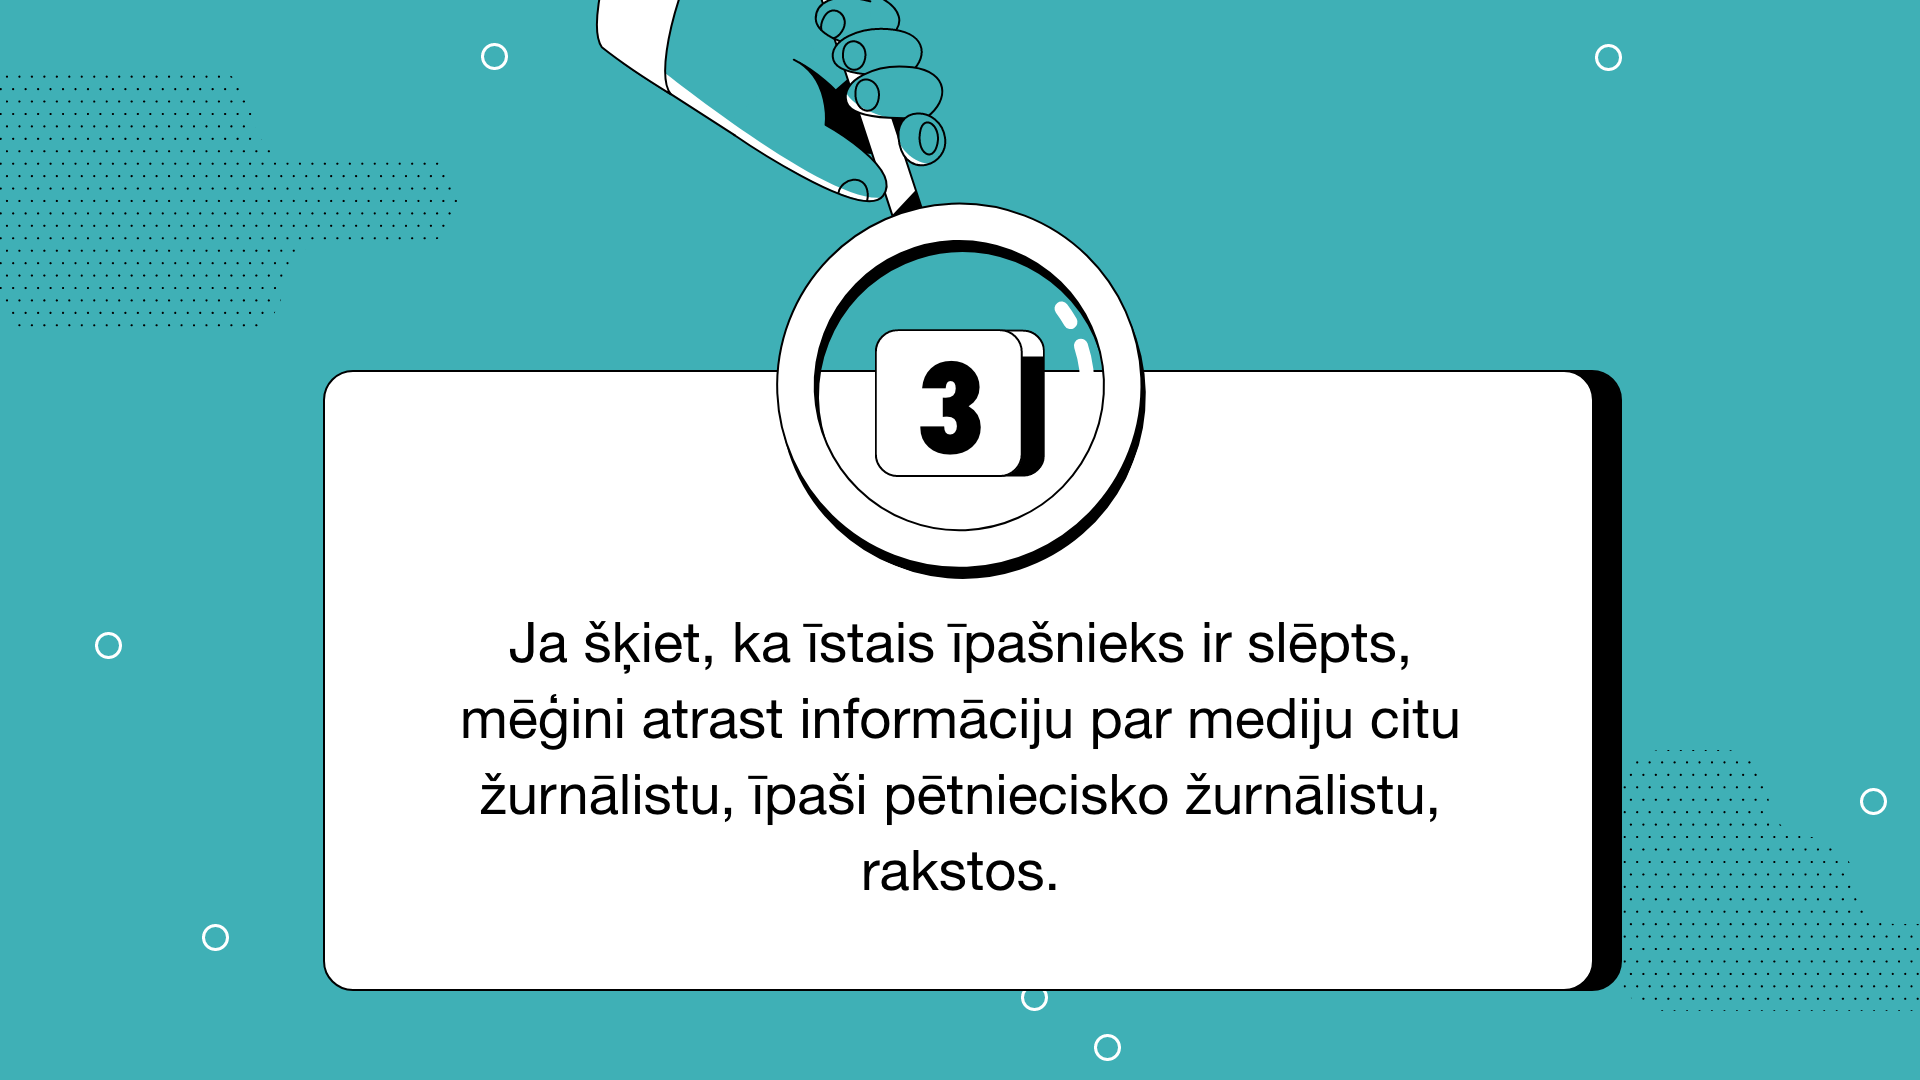 3
Ja šķiet, ka īstais īpašnieks ir slēpts,
mēģini atrast informāciju par mediju citu
žurnālistu, īpaši pētniecisko žurnālistu,
rakstos.